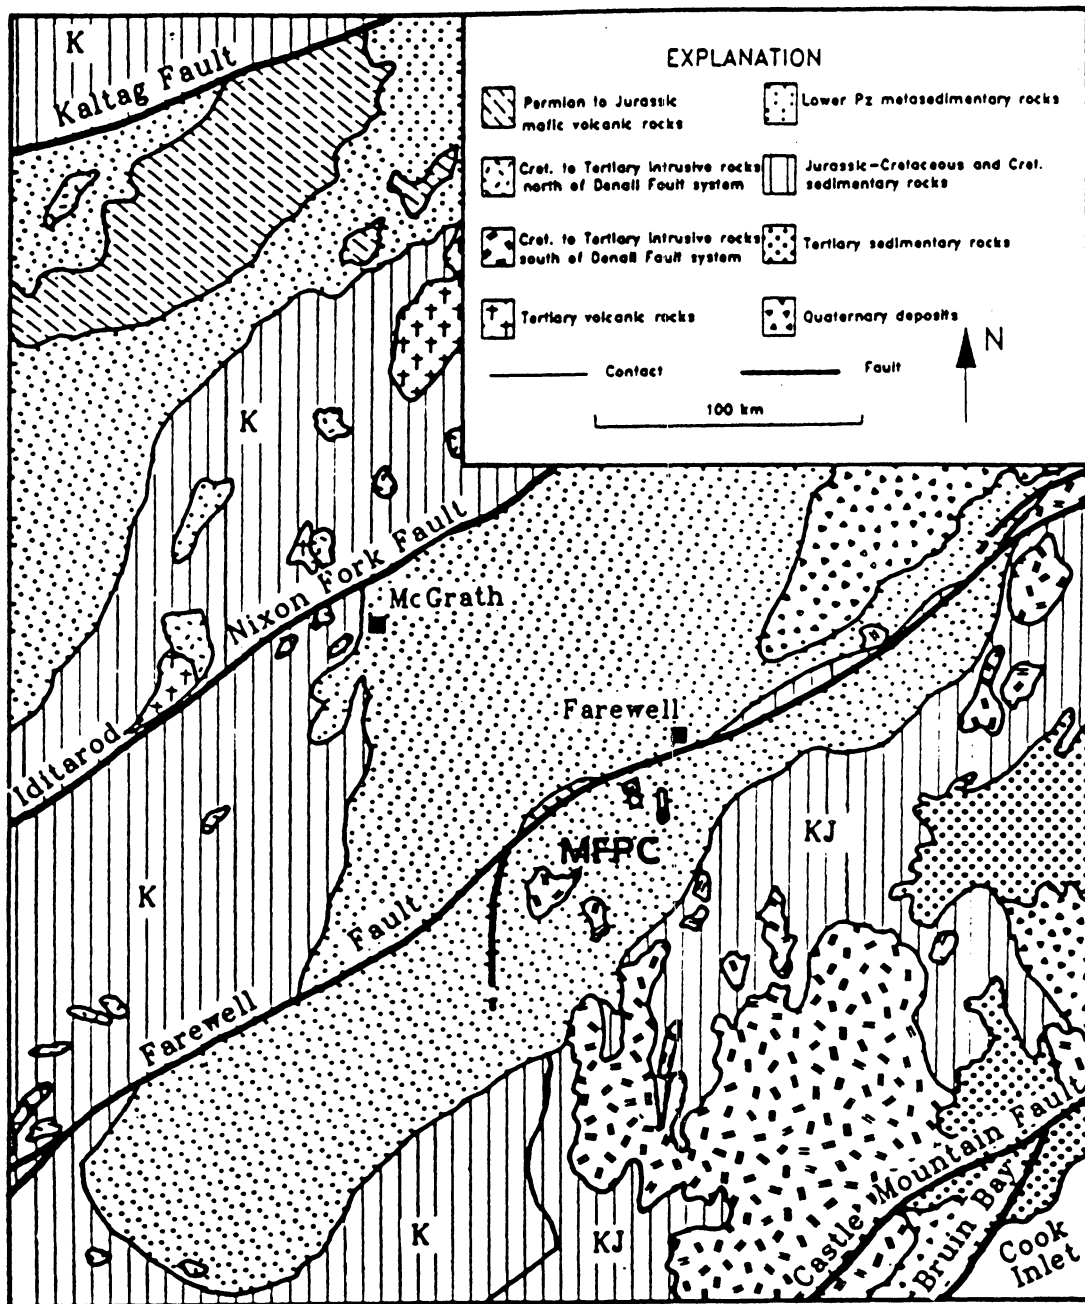 EXPLANATION
Permian to Jurassic
mafic volcanic rocks
Lower Pz metasedimentary rocks
Cret. to Tertiary intrusive rocks
north of Denali Fault system
Jurassic-Cretaceous and Cret.
sedimentary rocks
Cret. to Tertiary intrusive rocks
south of Denali Fault system
Tertiary sedimentary rocks
Tertiary volcanic rocks
Quaternary deposits
Contact
Fault
100 km
N
K
Kaltag Fault
K
Iditarod Nixon Fork Fault
McGrath
Farewell
MFPC
KJ
K
Farewell Fault
K
KJ
Castle Mountain Fault
Bruin Bay
Cook
Inlet